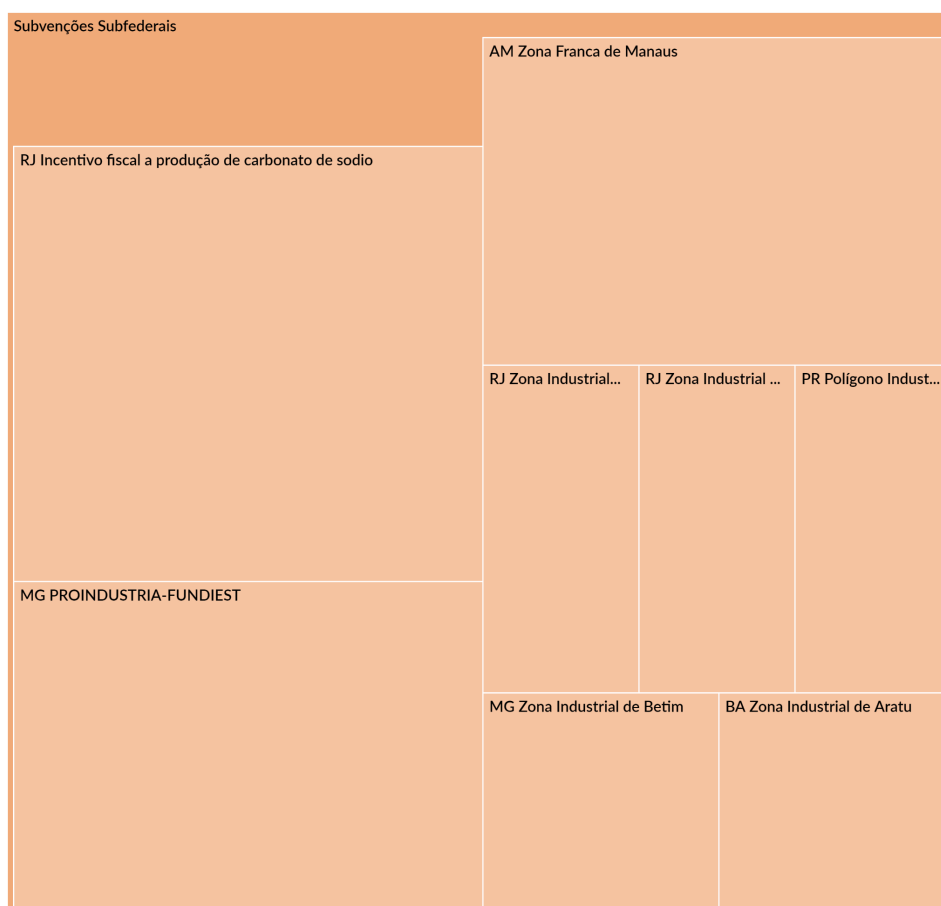 Subvenções Subfederais
AM Zona Franca de Manaus
RJ Incentivo fiscal a produção de carbonato de sodio
RJ Zona Industrial...
RJ Zona Industrial ...
PR Polígono Indust...
MG PROINDUSTRIA-FUNDIEST
MG Zona Industrial de Betim
BA Zona Industrial de Aratu